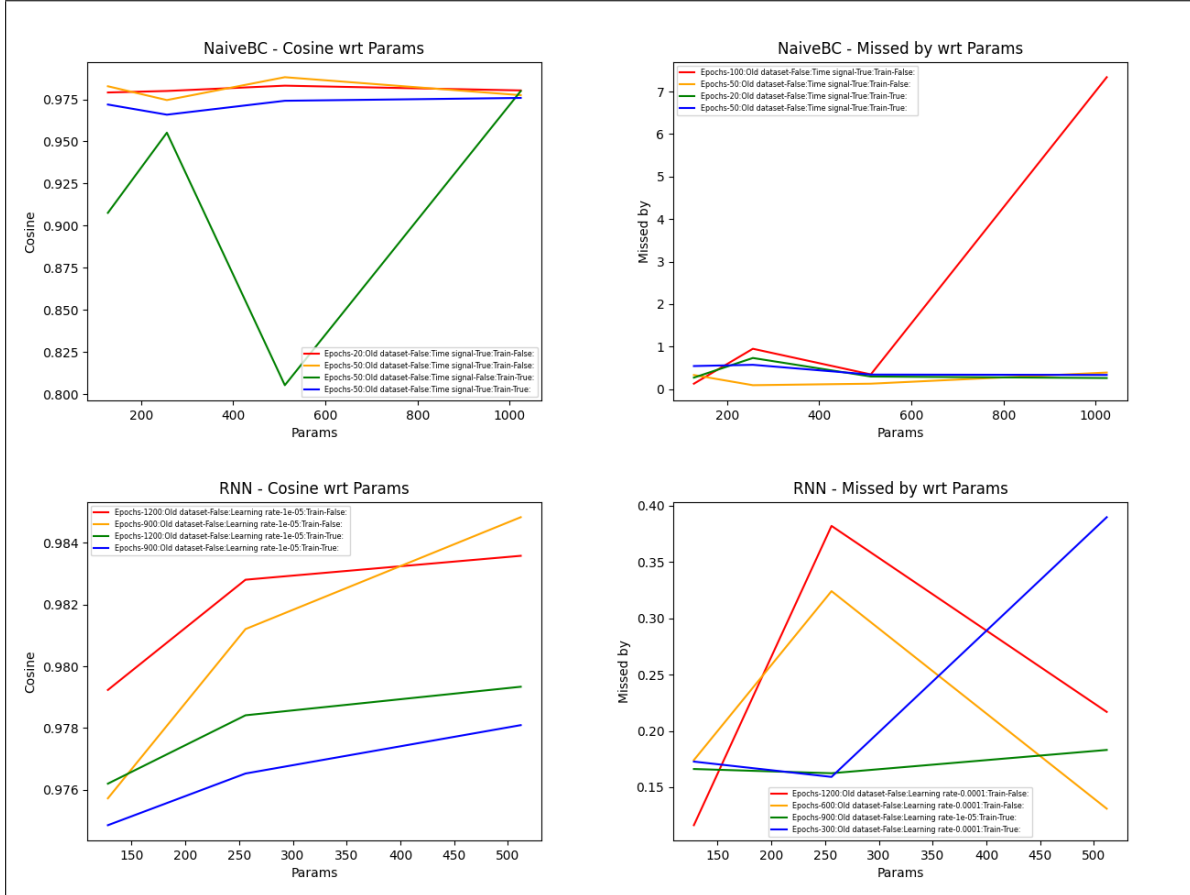 NaiveBC - Cosine wrt Params
0.975
0.950
0.925
0.900
0.875
0.850
0.825
0.800
Cosine
Epochs-20:Old dataset-False:Time signal-True:Train-False:
Epochs-50:Old dataset-False:Time signal-True:Train-False:
Epochs-50:Old dataset-False:Time signal-False:Train-True:
Epochs-50:Old dataset-False:Time signal-True:Train-True:
200 400 600 800 1000
Params
NaiveBC - Missed by wrt Params
Epochs-100:Old dataset-False:Time signal-True:Train-False:
Epochs-50:Old dataset-False:Time signal-True:Train-False:
Epochs-20:Old dataset-False:Time signal-True:Train-True:
Epochs-50:Old dataset-False:Time signal-True:Train-True:
7
6
5
4
3
2
1
0
Missed by
200 400 600 800 1000
Params
RNN - Cosine wrt Params
Epochs-1200:Old dataset-False:Learning rate-1e-05:Train-False:
Epochs-900:Old dataset-False:Learning rate-1e-05:Train-False:
Epochs-1200:Old dataset-False:Learning rate-1e-05:Train-True:
Epochs-900:Old dataset-False:Learning rate-1e-05:Train-True:
0.984
0.982
0.980
0.978
0.976
Cosine
150 200 250 300 350 400 450 500
Params
RNN - Missed by wrt Params
0.40
0.35
0.30
0.25
0.20
0.15
Missed by
Epochs-1200:Old dataset-False:Learning rate-0.0001:Train-False:
Epochs-600:Old dataset-False:Learning rate-0.0001:Train-False:
Epochs-900:Old dataset-False:Learning rate-1e-05:Train-True:
Epochs-300:Old dataset-False:Learning rate-0.0001:Train-True:
150 200 250 300 350 400 450 500
Params